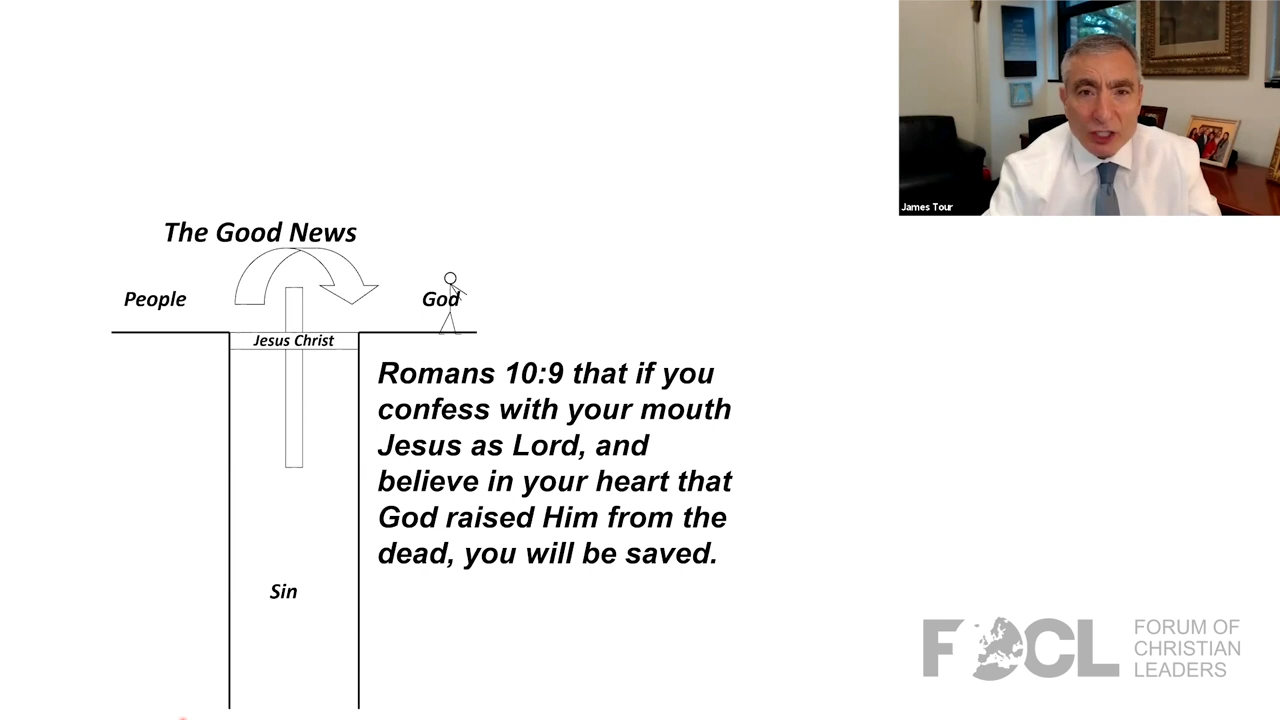 James Tour
The Good News
People
God
Jesus Christ
Romans 10:9 that if you
confess with your mouth
Jesus as Lord, and
believe in your heart that
God raised Him from the
dead, you will be saved.
Sin
FOCL
FORUM OF
CHRISTIAN
LEADERS